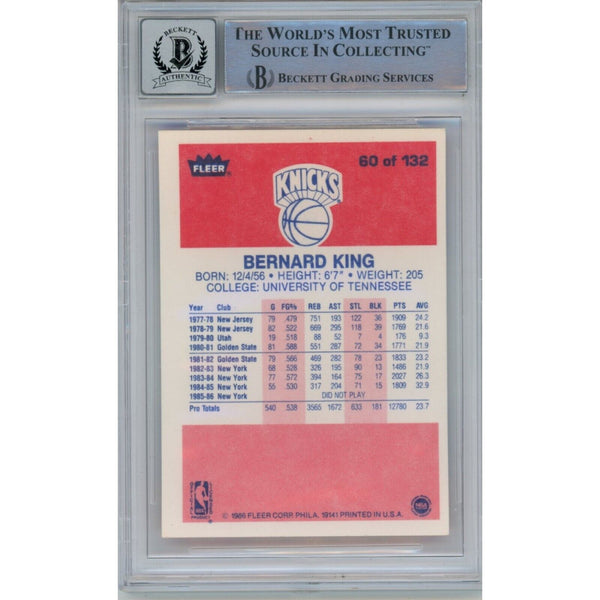 BECKETT
B
AUTHENTIC
THE WORLD'S MOST TRUSTED
SOURCE IN COLLECTING™
B BECKETT GRADING SERVICES
FLEER®
60 of 132
KNICKS
BERNARD KING
BORN: 12/4/56 • HEIGHT: 6'7" • WEIGHT: 205
COLLEGE: UNIVERSITY OF TENNESSEE
Year Club G FG% REB AST STL BLK PTS AVG
1977-78 New Jersey 79 .479 751 193 122 36 1909 24.2
1978-79 New Jersey 82 .522 669 295 118 39 1769 21.6
1979-80 Utah 19 .518 88 52 7 4 176 9.3
1980-81 Golden State 81 .588 551 287 72 34 1771 21.9
1981-82 Golden State 79 .566 469 282 78 23 1833 23.2
1982-83 New York 68 .528 326 195 90 13 1486 21.9
1983-84 New York 77 .572 394 164 75 17 2027 26.3
1984-85 New York 55 .530 317 204 71 15 1809 32.9
1985-86 New York DID NOT PLAY
Pro Totals 540 .538 3565 1672 633 181 12780 23.7
OFFICIAL LICENSED
NBA
PRODUCT
© 1986 FLEER CORP. PHILA. 19141 PRINTED IN U.S.A.